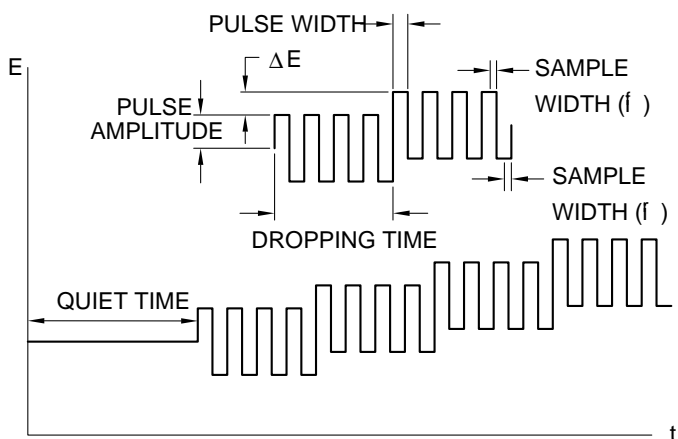 PULSE WIDTH
ΔE
E
SAMPLE
WIDTH (
PULSE
AMPLITUDE
SAMPLE
WIDTH (
DROPPING TIME
QUIET TIME
t